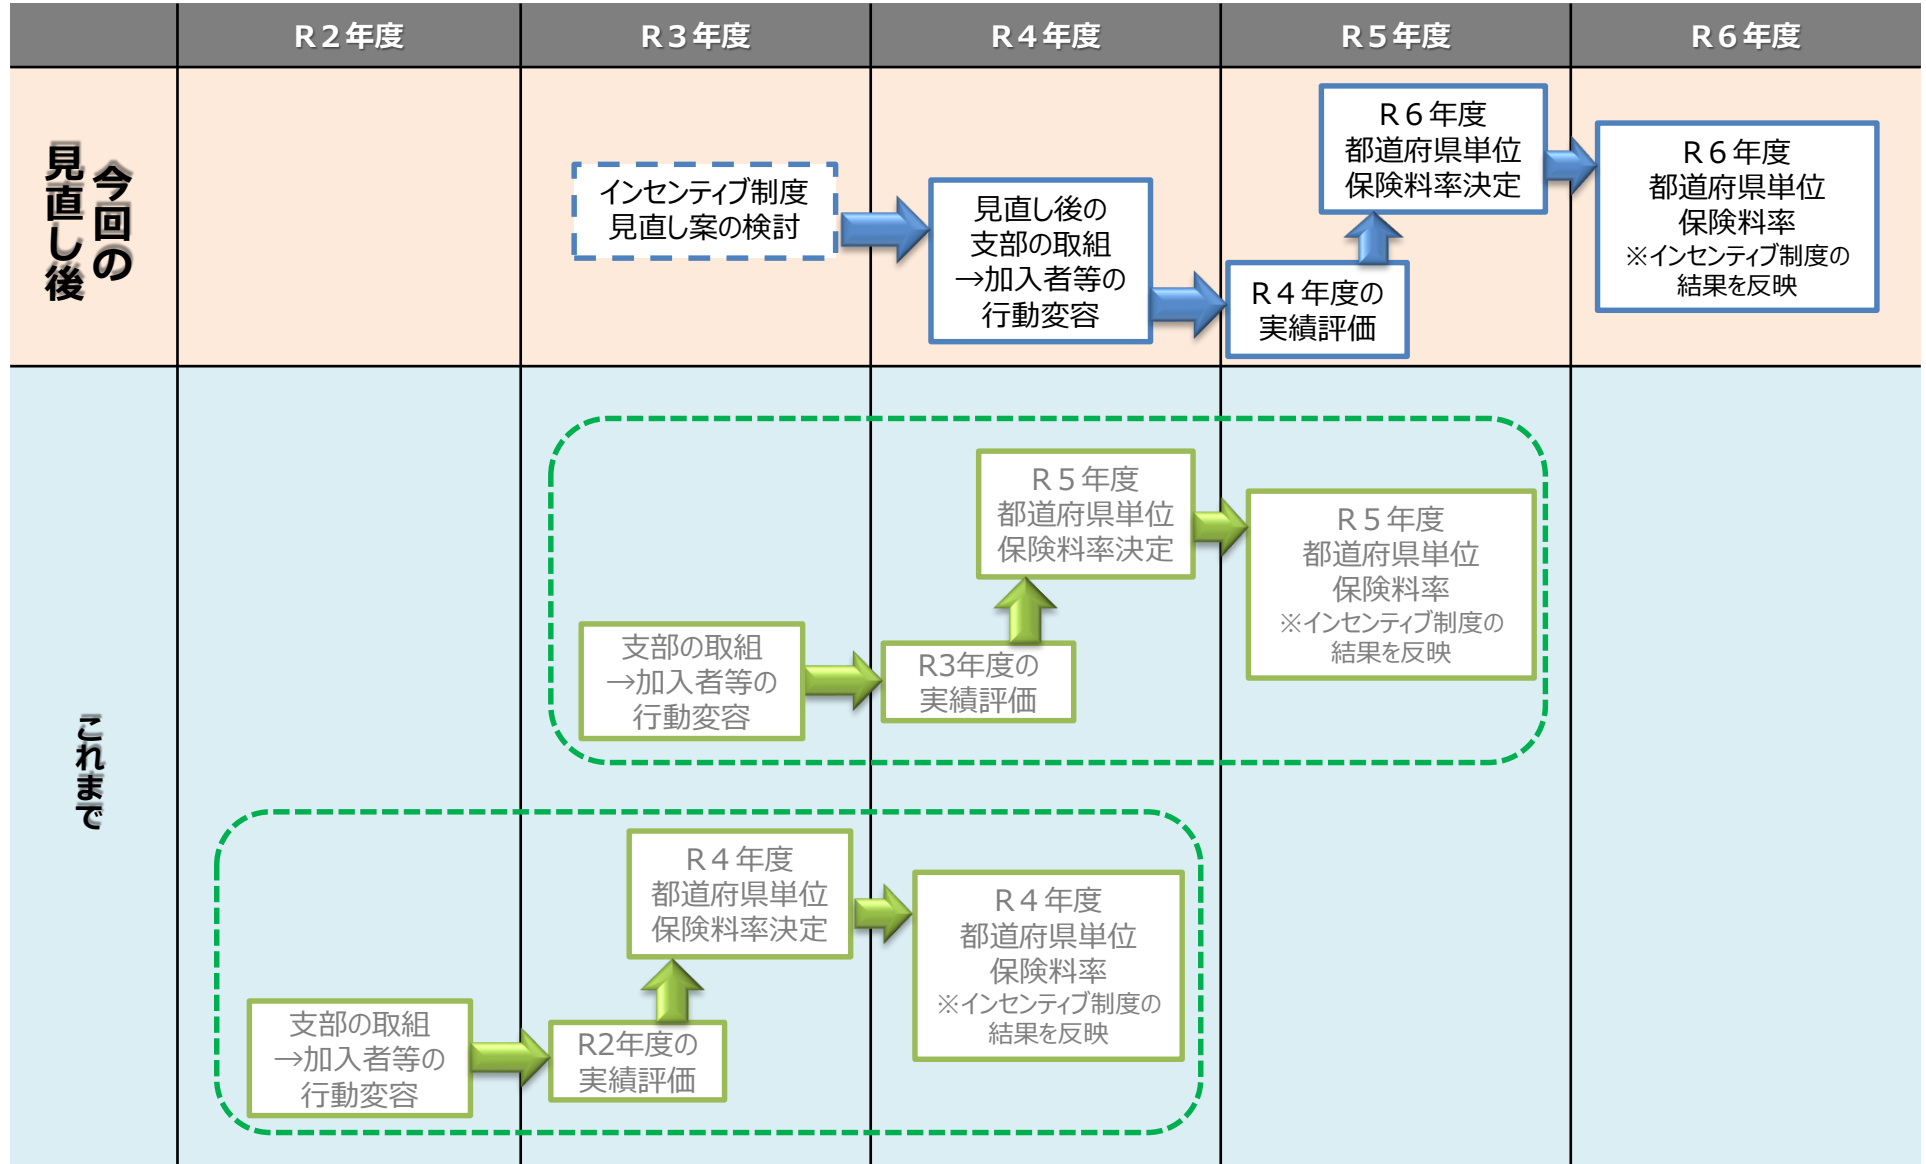 R２年度
R３年度
R４年度
R５年度
R６年度
今回の
見直し後
インセンティブ制度
見直し案の検討
見直し後の
支部の取組
→加入者等の
行動変容
R４年度の
実績評価
R６年度
都道府県単位
保険料率決定
R６年度
都道府県単位
保険料率
※インセンティブ制度の
結果を反映
これまで
支部の取組
→加入者等の
行動変容
R3年度の
実績評価
R５年度
都道府県単位
保険料率決定
R５年度
都道府県単位
保険料率
※インセンティブ制度の
結果を反映
支部の取組
→加入者等の
行動変容
R2年度の
実績評価
R４年度
都道府県単位
保険料率決定
R４年度
都道府県単位
保険料率
※インセンティブ制度の
結果を反映